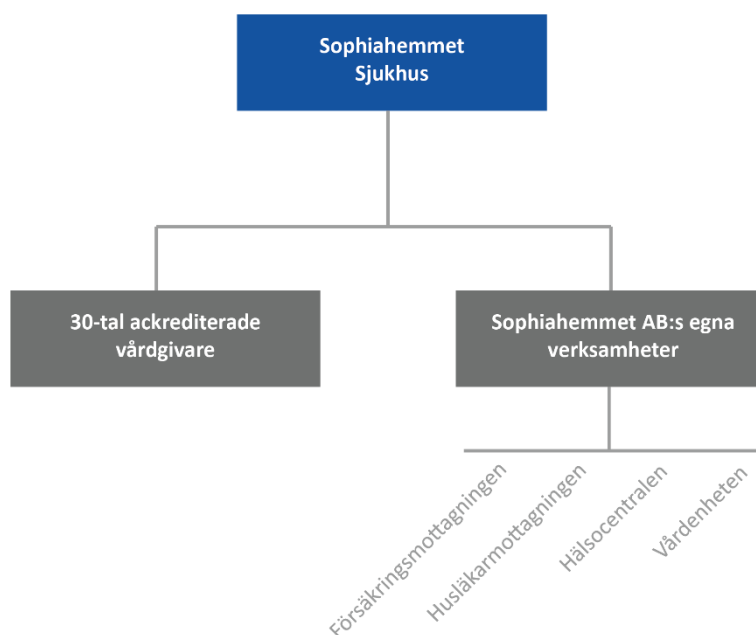 Sophiahemmet
Sjukhus
30-tal ackrediterade
vårdgivare
Sophiahemmet AB:s egna
verksamheter
Försäkringsmottagningen
Husläkarmottagningen
Hälsocentralen
Vårdenheten